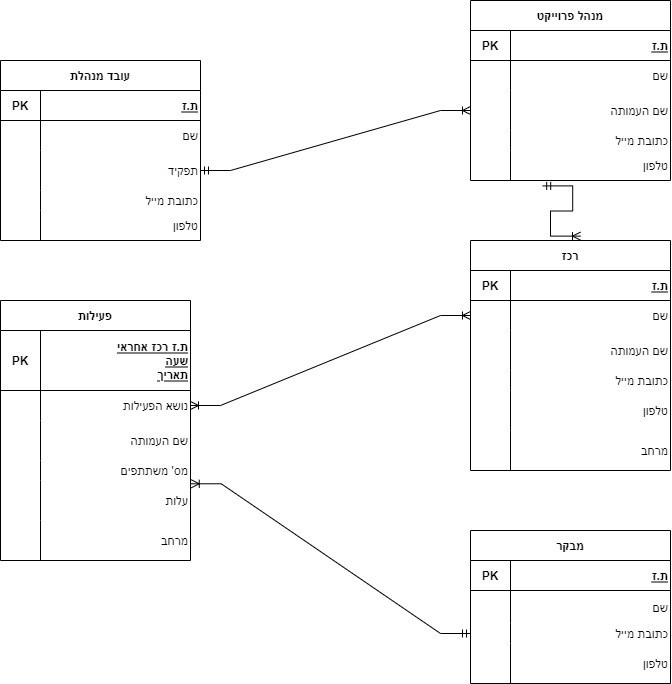 מנהל פרוייקט
PK
ת.ז
שם
שם העמותה
כתובת מייל
טלפון
עובד מנהלת
PK
ת.ז
שם
תפקיד
כתובת מייל
טלפון
רכז
PK
ת.ז
שם
שם העמותה
כתובת מייל
טלפון
מרחב
פעילות
PK
ת.ז רכז אחראי
שעה
תאריך
נושא הפעילות
שם העמותה
מס' משתתפים
עלות
מרחב
מבקר
PK
ת.ז
שם
כתובת מייל
טלפון